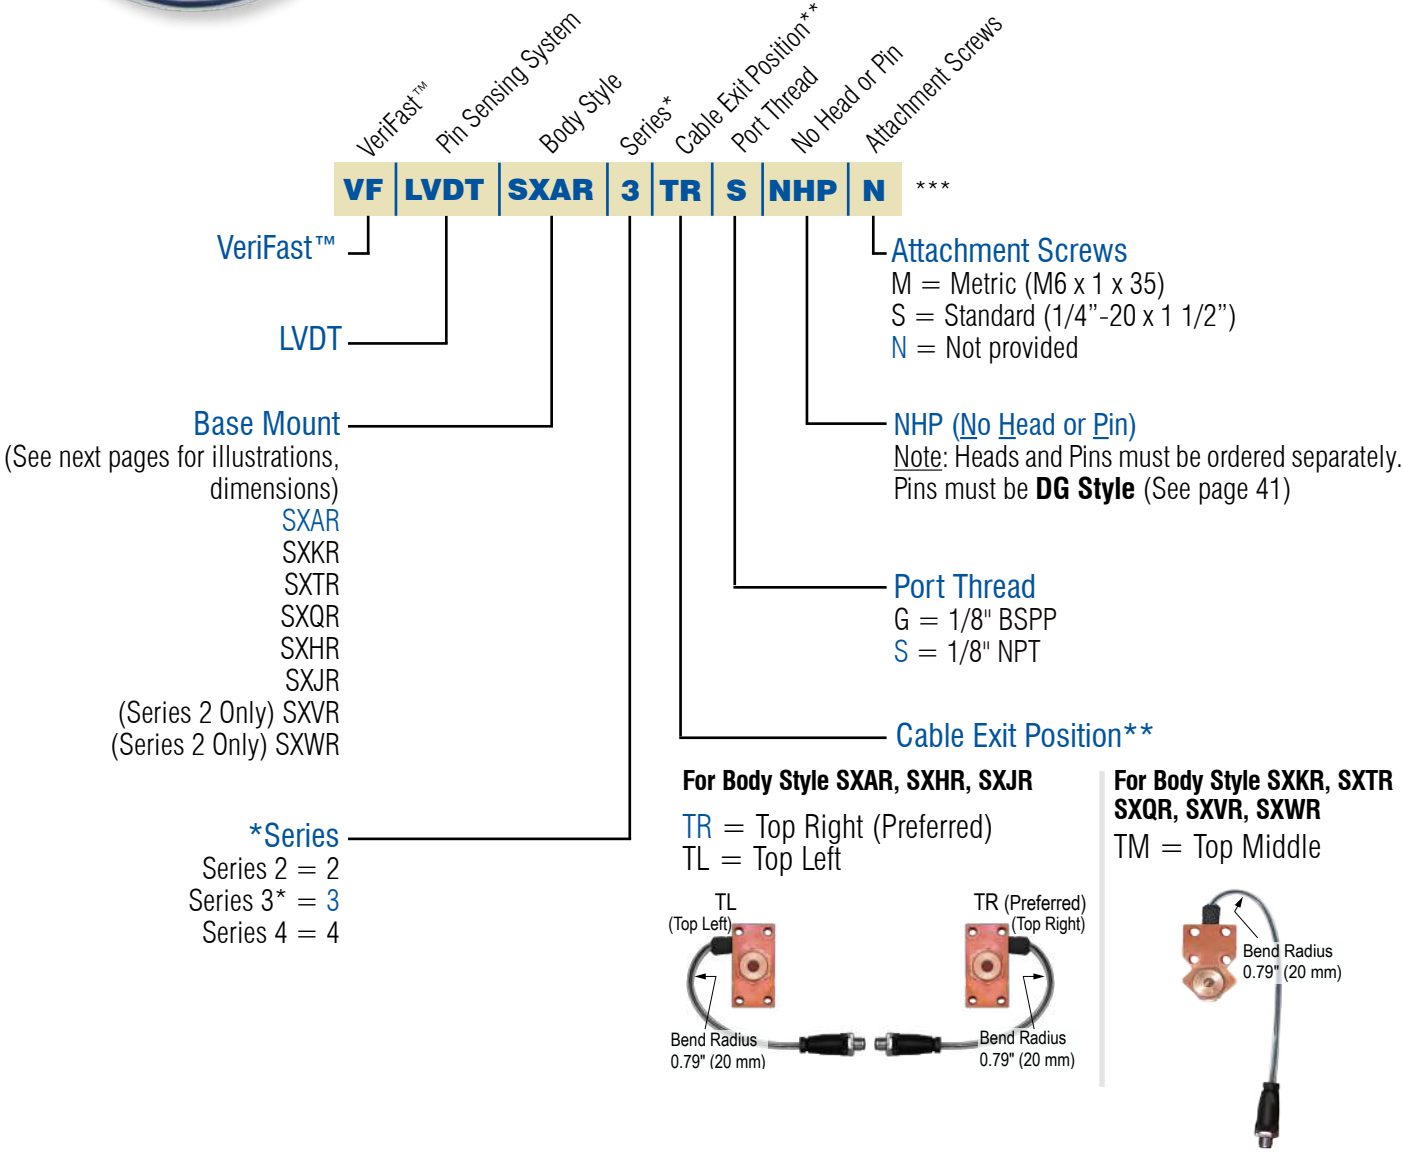 VeriFast™
Pin Sensing System
Body Style
Series*
Cable Exit Position**
Port Thread
No Head or Pin
Attachment Screws
VF LVDT SXAR 3 TR S NHP N ***
VeriFast™
LVDT
Base Mount
(See next pages for illustrations,
dimensions)
SXAR
SXKR
SXTR
SXQR
SXHR
SXJR
(Series 2 Only) SXVR
(Series 2 Only) SXWR
*Series
Series 2 = 2
Series 3* = 3
Series 4 = 4
Attachment Screws
M = Metric (M6 x 1 x 35)
S = Standard (1/4”-20 x 1 1/2”)
N = Not provided
NHP (No Head or Pin)
Note: Heads and Pins must be ordered separately.
Pins must be DG Style (See page 41)
Port Thread
G = 1/8" BSPP
S = 1/8" NPT
Cable Exit Position**
For Body Style SXAR, SXHR, SXJR
TR = Top Right (Preferred)
TL = Top Left
TL
(Top Left)
Bend Radius
0.79" (20 mm)
TR (Preferred)
(Top Right)
Bend Radius
0.79" (20 mm)
For Body Style SXKR, SXTR
SXQR, SXVR, SXWR
TM = Top Middle
Bend Radius
0.79" (20 mm)